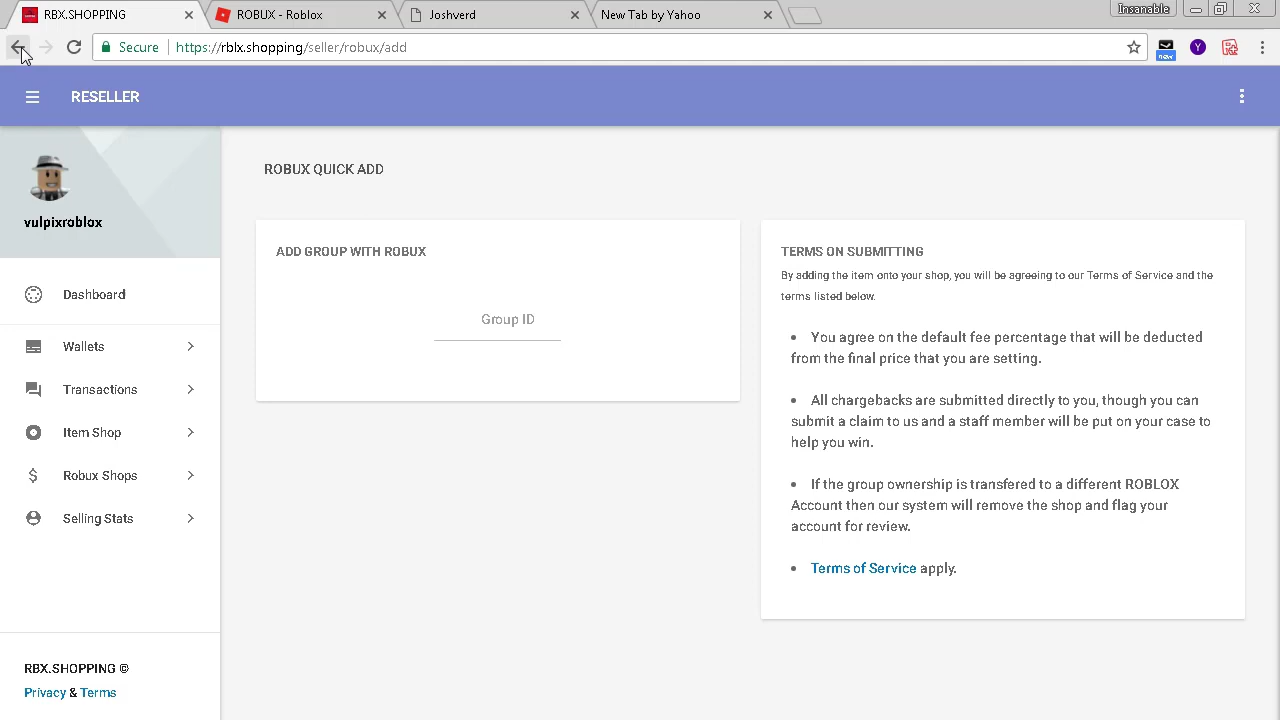 RBX.SHOPPING
ROBUX - Roblox
Joshverd
New Tab by Yahoo
Insanable
Secure
https://rblx.shopping/seller/robux/add
new
Y
RESELLER
vulpixroblox
Dashboard
Wallets
Transactions
Item Shop
Robux Shops
Selling Stats
RBX.SHOPPING ©
Privacy & Terms
ROBUX QUICK ADD
ADD GROUP WITH ROBUX
Group ID
TERMS ON SUBMITTING
By adding the item onto your shop, you will be agreeing to our Terms of Service and the
terms listed below.
• You agree on the default fee percentage that will be deducted
from the final price that you are setting.
• All chargebacks are submitted directly to you, though you can
submit a claim to us and a staff member will be put on your case to
help you win.
• If the group ownership is transfered to a different ROBLOX
Account then our system will remove the shop and flag your
account for review.
• Terms of Service apply.